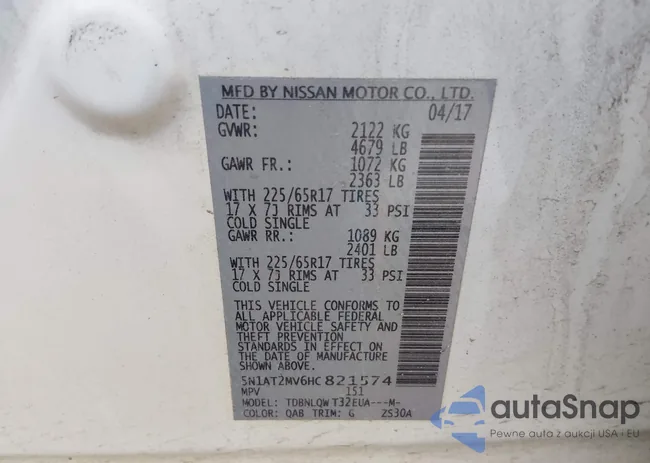 MFD BY NISSAN MOTOR CO., LTD.
DATE: 04/17
GVWR: 2122 KG
4679 LB
GAWR FR.: 1072 KG
2363 LB
WITH 225/65R17 TIRES
17 X 7J RIMS AT 33 PSI
COLD SINGLE
GAWR RR.: 1089 KG
2401 LB
WITH 225/65R17 TIRES
17 X 7J RIMS AT 33 PSI
COLD SINGLE
THIS VEHICLE CONFORMS TO
ALL APPLICABLE FEDERAL
MOTOR VEHICLE SAFETY AND
THEFT PREVENTION
STANDARDS IN EFFECT ON
THE DATE OF MANUFACTURE
SHOWN ABOVE.
5N1AT2MV6HC821574
MPV 151
MODEL: TDBNLQWT32EUA---M-
COLOR: QAB TRIM: G ZS30A
autoSnap
Pewne auto z aukcji USA i EU